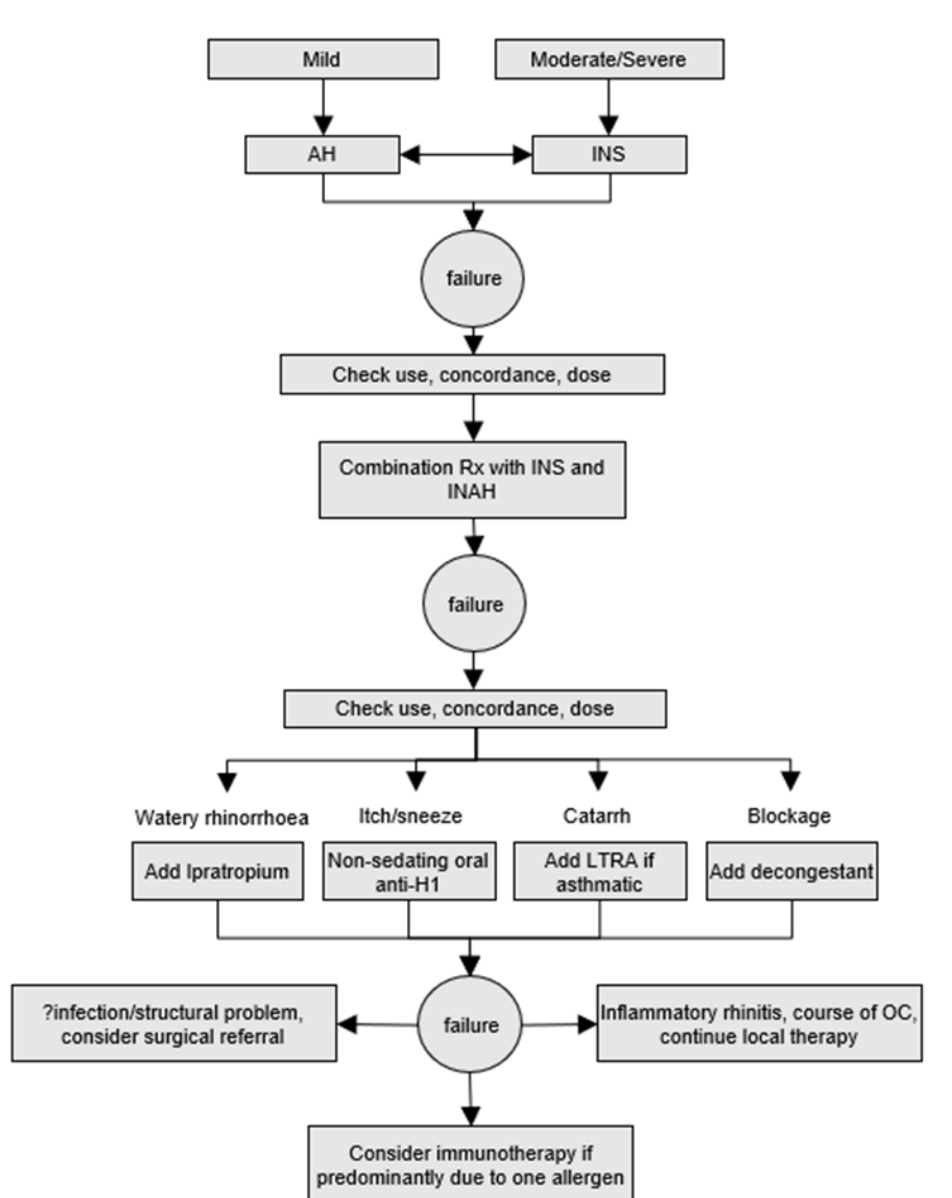 Mild
Moderate/Severe
AH
INS
failure
Check use, concordance, dose
Combination Rx with INS and
INAH
failure
Check use, concordance, dose
Watery rhinorrhoea
Itch/sneeze
Catarrh
Blockage
Add Ipratropium
Non-sedating oral
anti-H1
Add LTRA if
asthmatic
Add decongestant
?infection/structural problem,
consider surgical referral
failure
Inflammatory rhinitis, course of OC,
continue local therapy
Consider immunotherapy if
predominantly due to one allergen